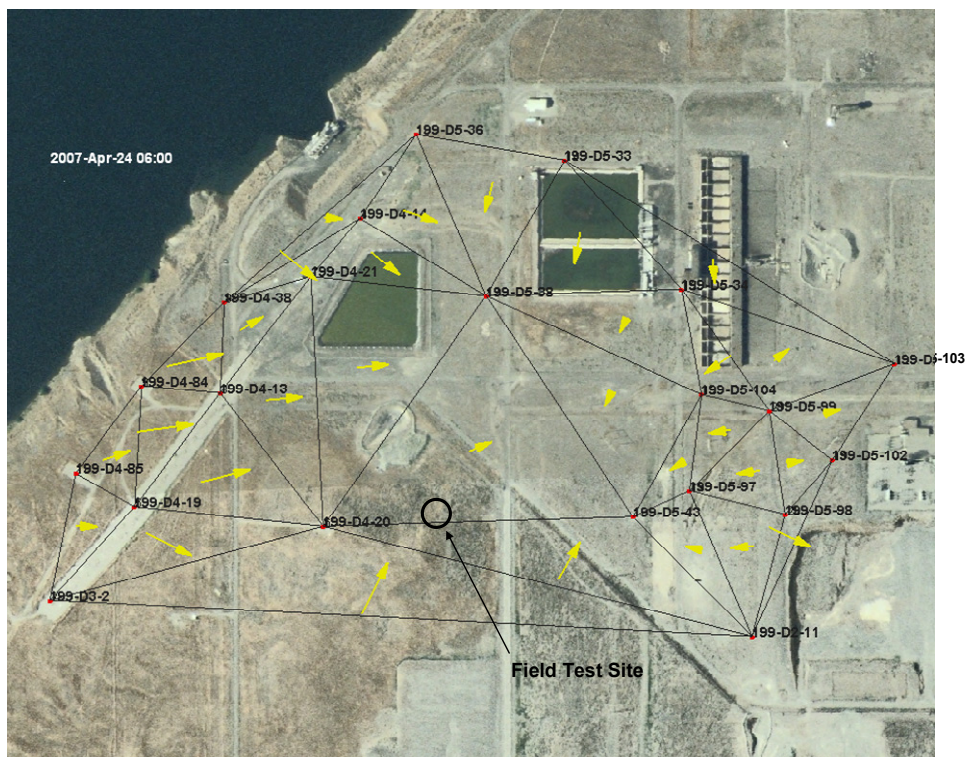 199-D5-36
2007-Apr-24 06:00
199-D5-33
199-D4-14
199-D4-21
199-D5-38
199-D5-34
199-D4-38
199-D5-103
199-D4-84
199-D4-13
199-D5-104
199-D5-99
199-D4-85
199-D5-102
199-D5-97
199-D4-19
199-D4-20
199-D5-43
199-D5-98
199-D3-2
199-D2-11
Field Test Site